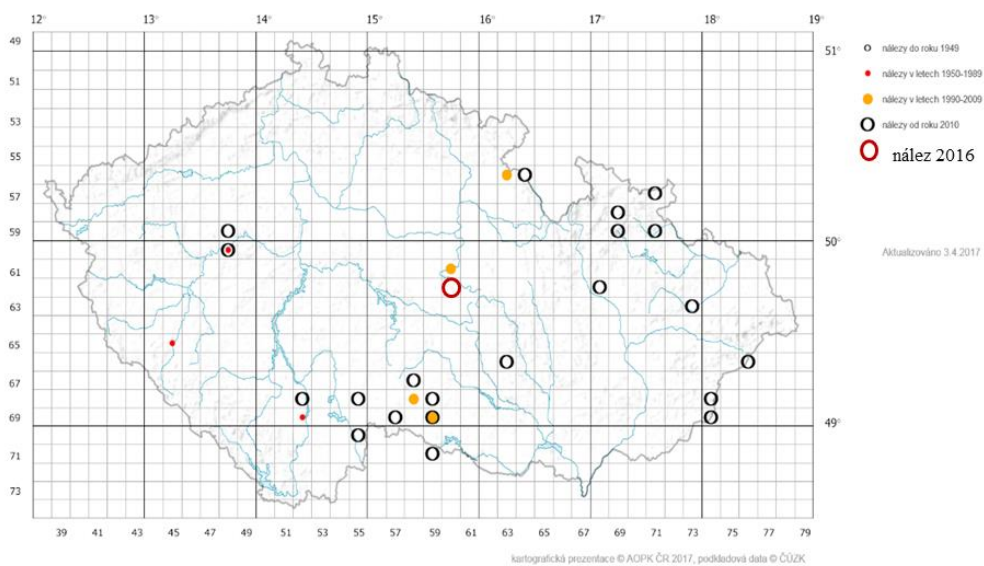 12° 13° 14° 15° 16° 17° 18° 19°
49
51°
51
53
55
57
59
50°
61
63
65
67
69
49°
71
73
39 41 43 45 47 49 51 53 55 57 59 61 63 65 67 69 71 73 75 77 79
nálezy do roku 1949
nálezy v letech 1950-1989
nálezy v letech 1990-2009
nálezy od roku 2010
nález 2016
Aktualizováno 3.4.2017
kartografická prezentace © AOPK ČR 2017, podkladová data © ČÚZK